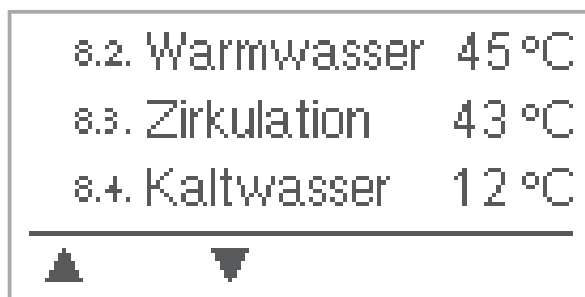 8.2. Warmwasser 45 °C
8.3. Zirkulation 43 °C
8.4. Kaltwasser 12 °C